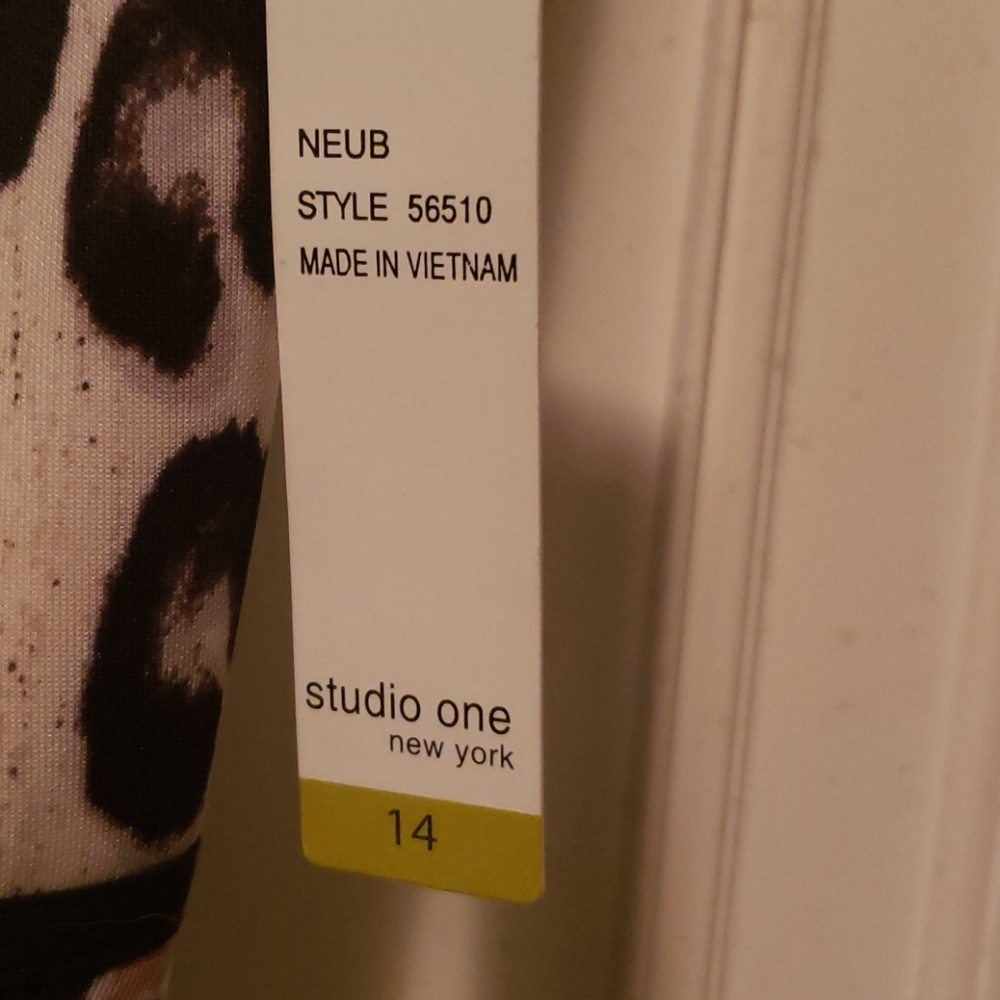 NEUB
STYLE 56510
MADE IN VIETNAM
studio one
new york
14